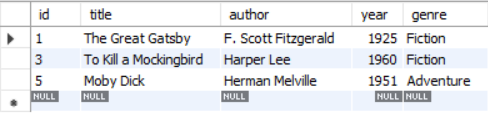 id title author year genre
1 The Great Gatsby F. Scott Fitzgerald 1925 Fiction
3 To Kill a Mockingbird Harper Lee 1960 Fiction
5 Moby Dick Herman Melville 1951 Adventure
NULL NULL NULL NULL NULL